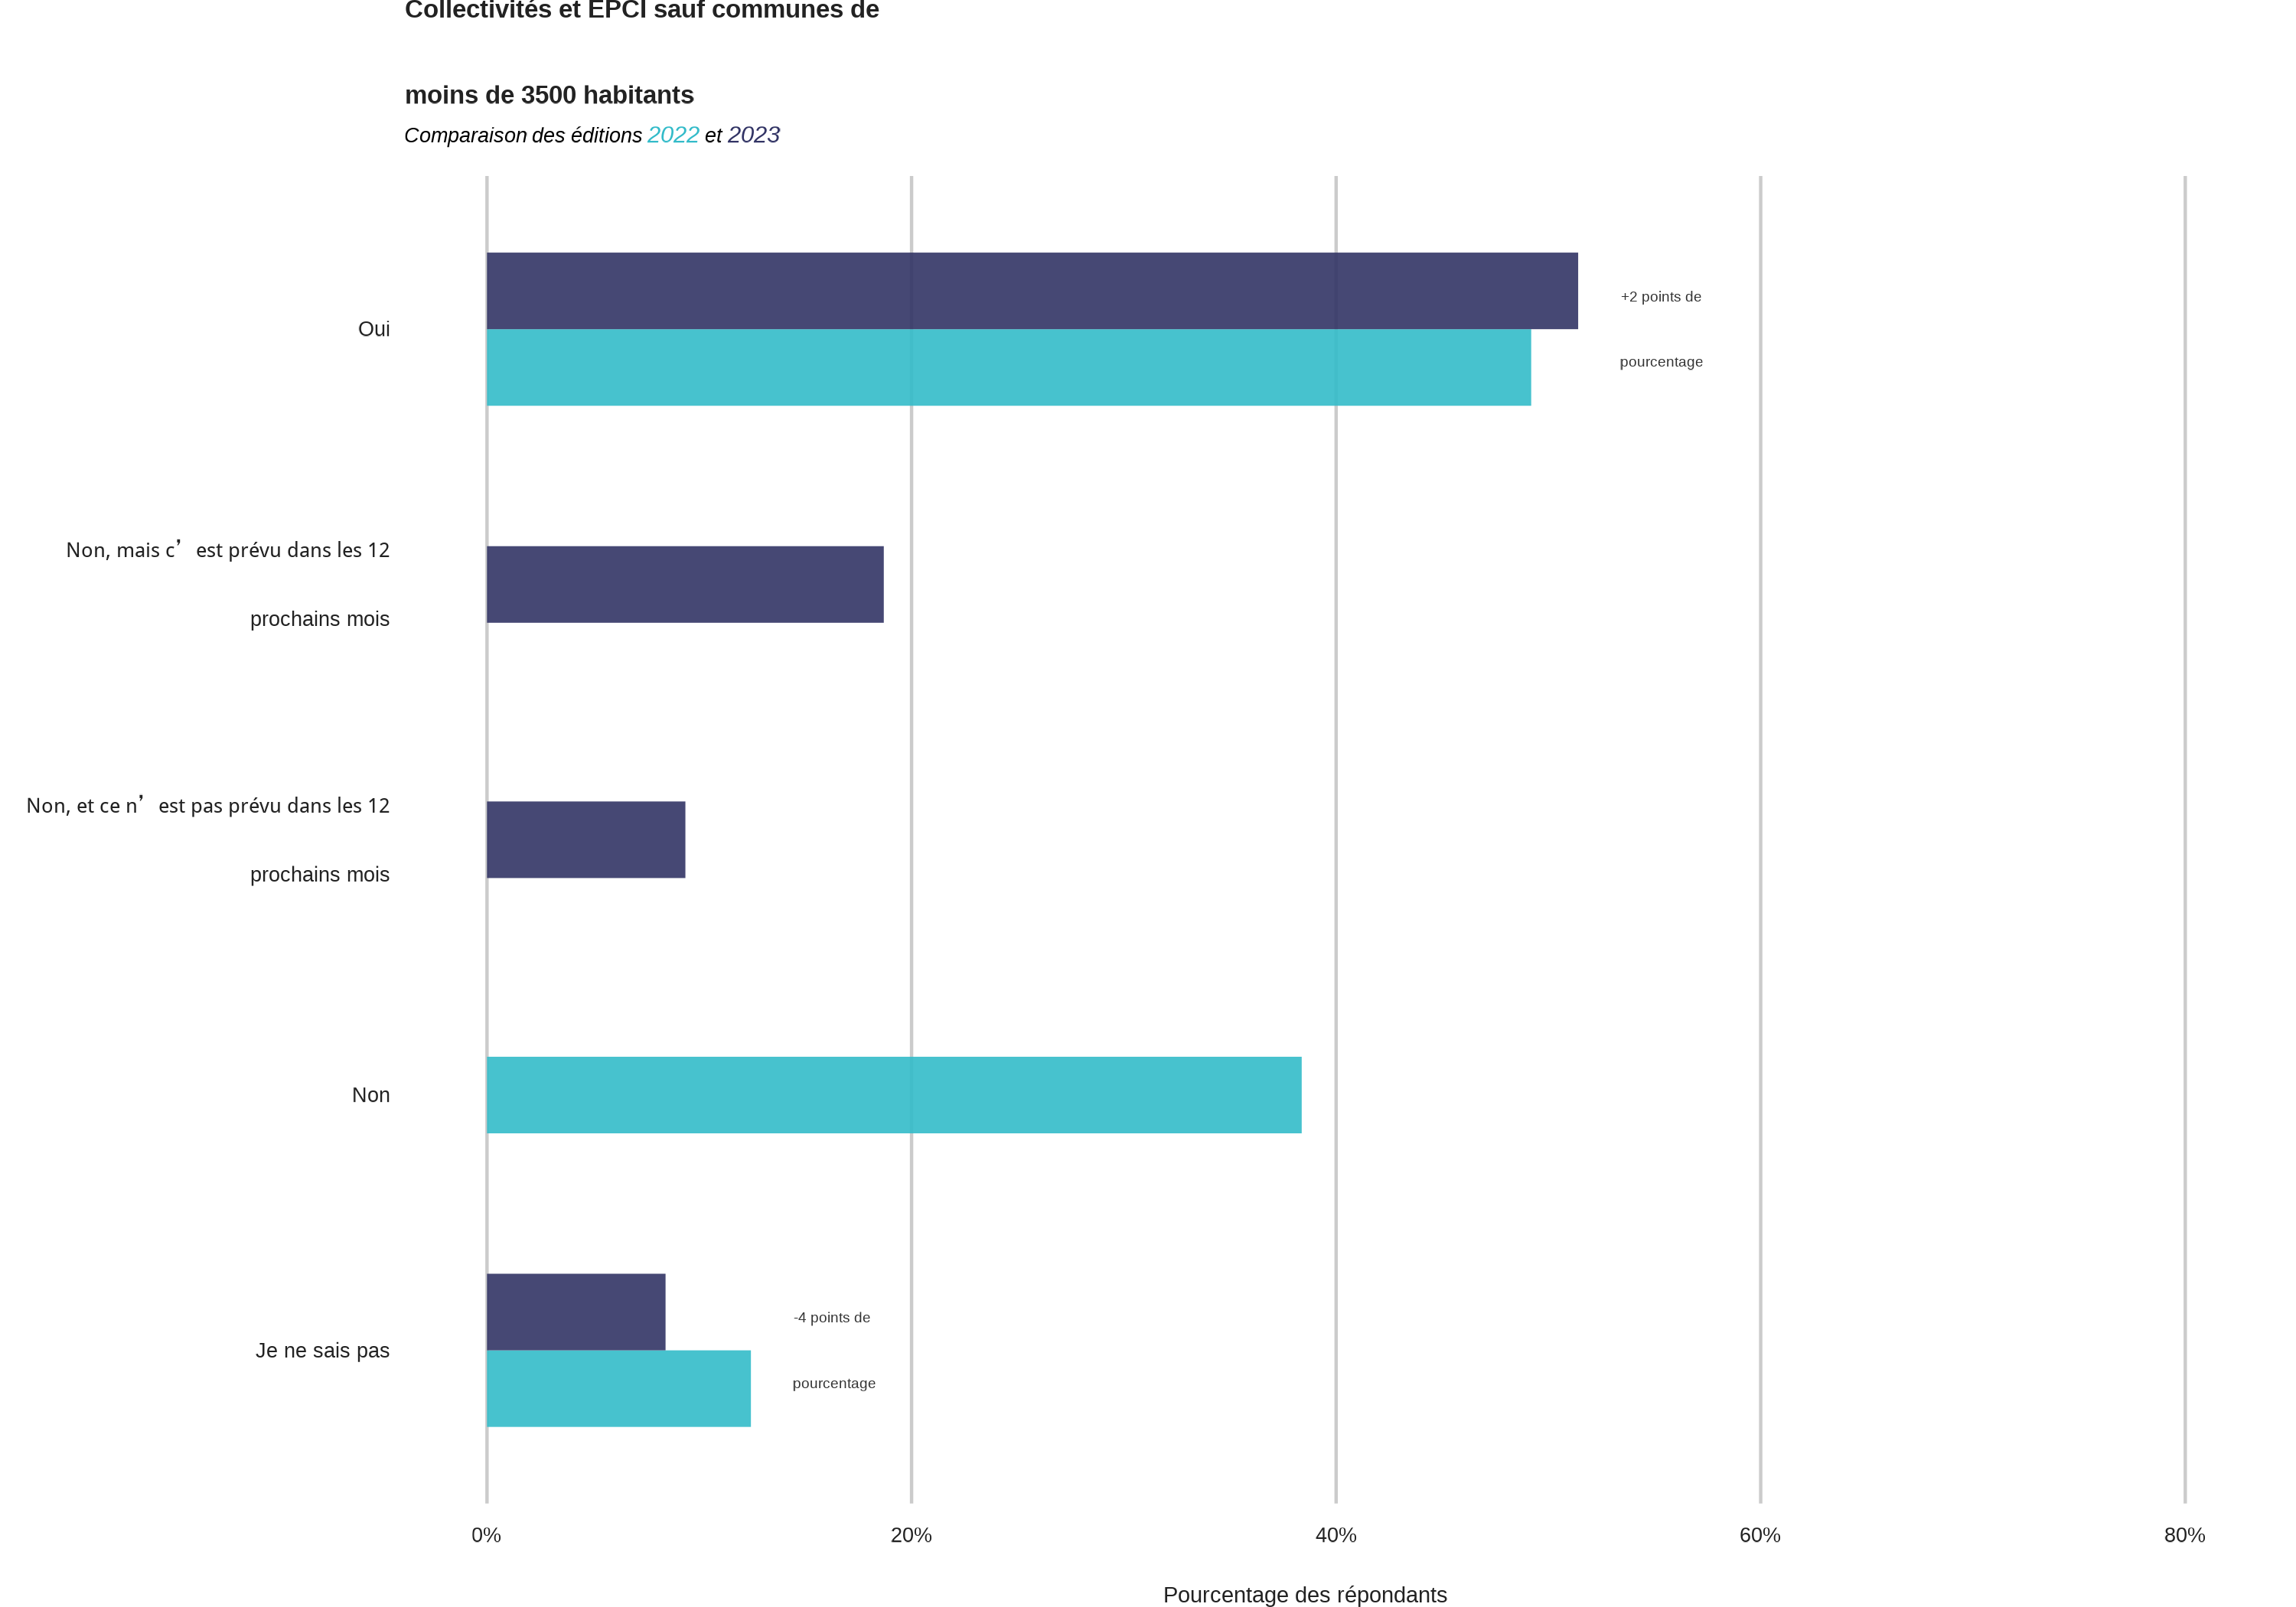 Collectivités et EPCI sauf communes de
moins de 3500 habitants
Comparaison des éditions 2022 et 2023
Oui
+2 points de
pourcentage
Non, mais c’est prévu dans les 12
prochains mois
Non, et ce n’est pas prévu dans les 12
prochains mois
Non
Je ne sais pas
-4 points de
pourcentage
0% 20% 40% 60% 80%
Pourcentage des répondants